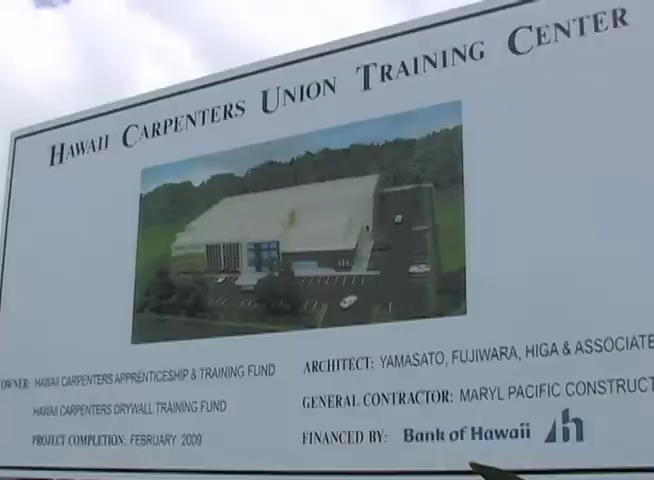 HAWAII CARPENTERS UNION TRAINING CENTER
OWNER: HAWAII CARPENTERS APPRENTICESHIP & TRAINING FUND
HAWAII CARPENTERS DRYWALL TRAINING FUND
PROJECT COMPLETION: FEBRUARY 2009
ARCHITECT: YAMASATO, FUJIWARA, HIGA & ASSOCIATE
GENERAL CONTRACTOR: MARYL PACIFIC CONSTRUCT
FINANCED BY: Bank of Hawaii